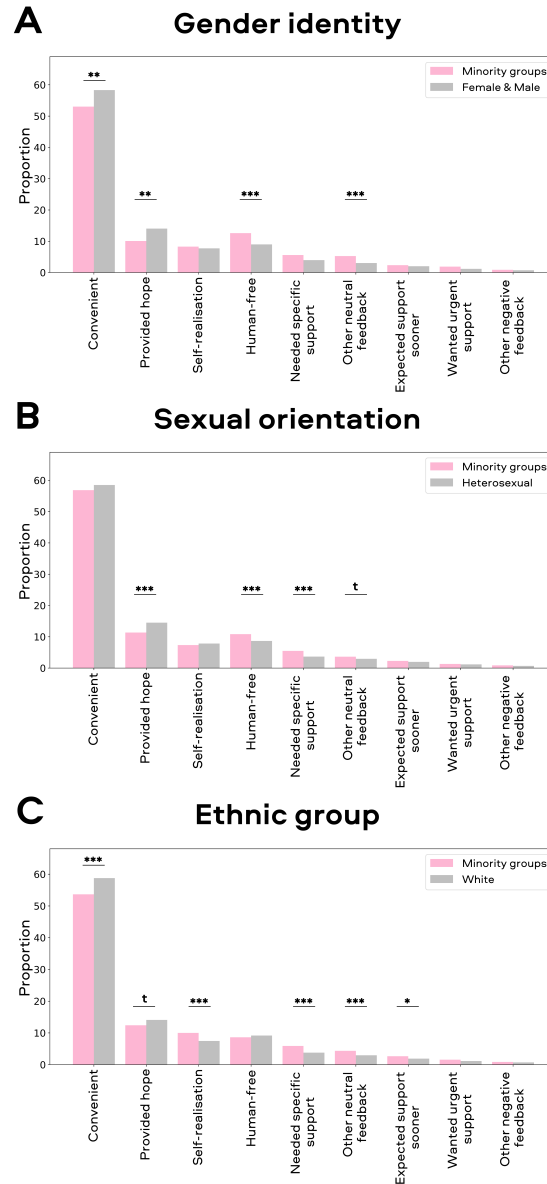 A
Gender identity
Proportion
60
50
40
30
20
10
0
Minority groups
Female & Male
**
**
***
***
Convenient
Provided hope
Self-realisation
Human-free
Needed specific
support
Other neutral
feedback
Expected support
sooner
Wanted urgent
support
Other negative
feedback
B
Sexual orientation
Proportion
60
50
40
30
20
10
0
Minority groups
Heterosexual
***
***
***
t
Convenient
Provided hope
Self-realisation
Human-free
Needed specific
support
Other neutral
feedback
Expected support
sooner
Wanted urgent
support
Other negative
feedback
C
Ethnic group
Proportion
60
50
40
30
20
10
0
Minority groups
White
***
t
***
***
***
*
Convenient
Provided hope
Self-realisation
Human-free
Needed specific
support
Other neutral
feedback
Expected support
sooner
Wanted urgent
support
Other negative
feedback